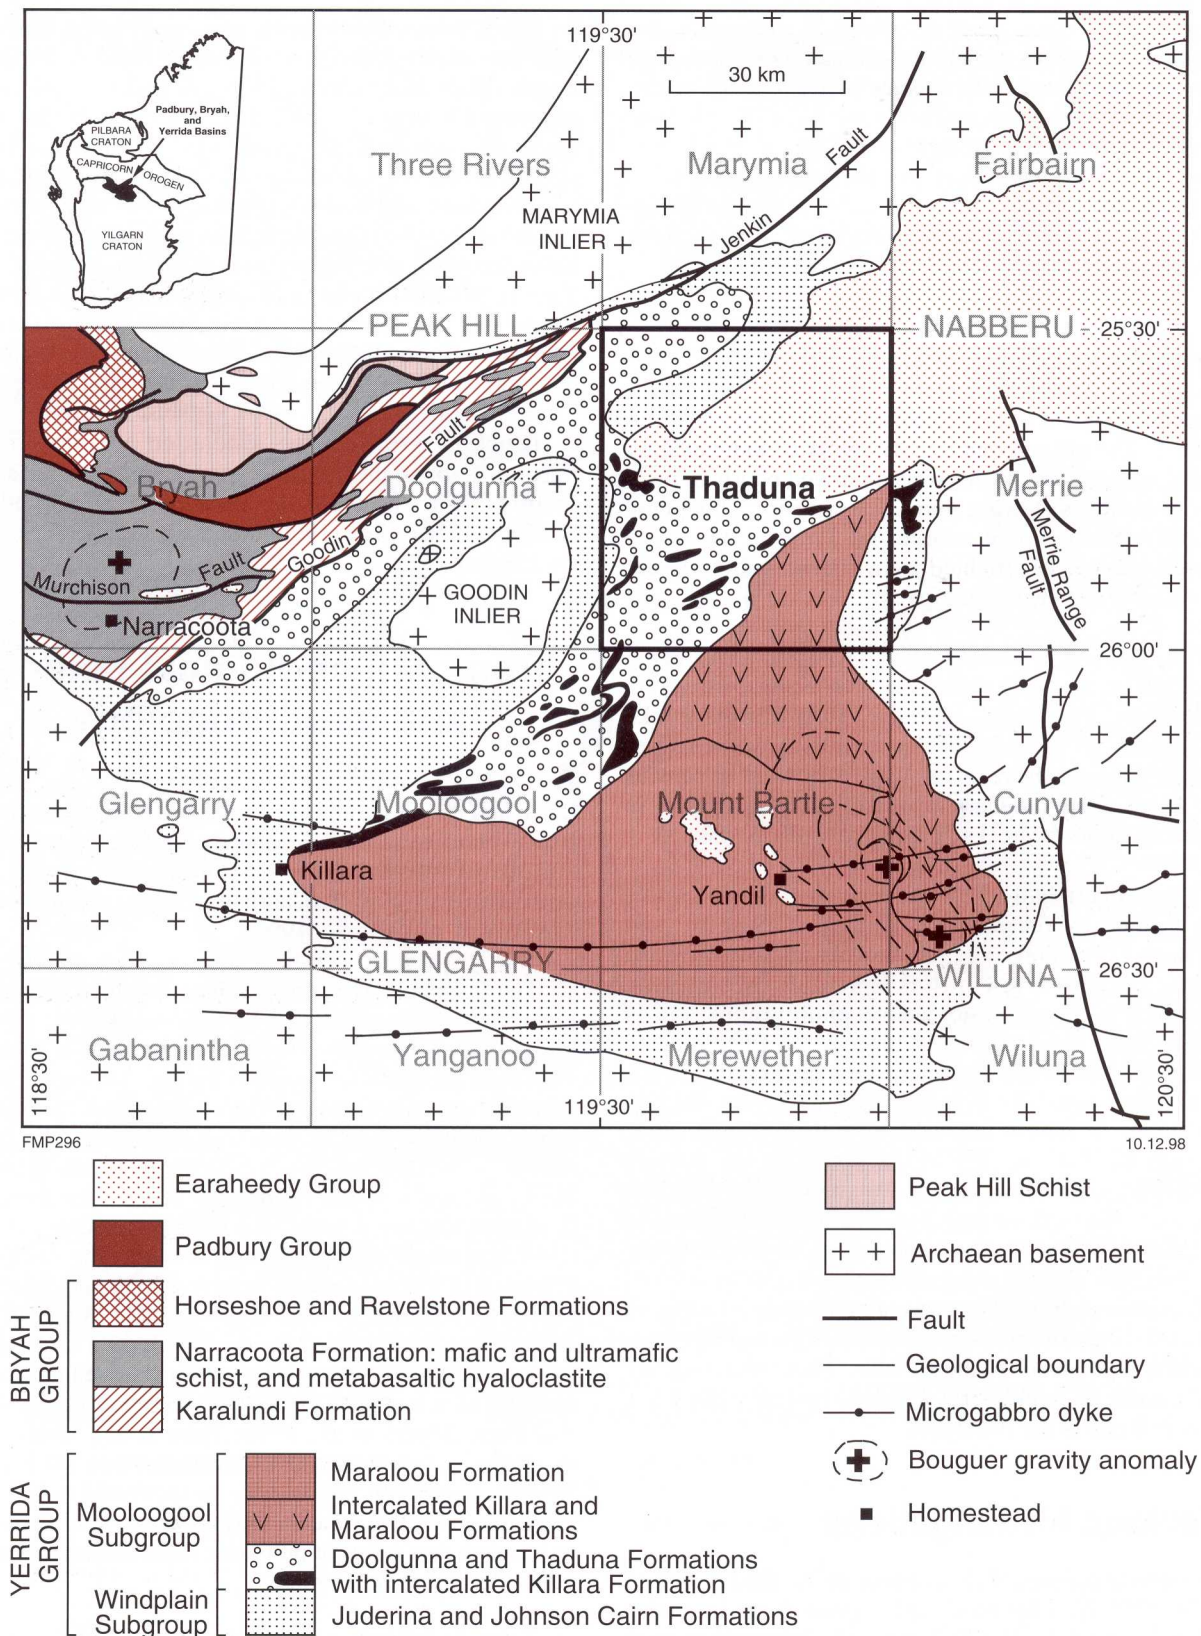 119°30'
30 km
Padbury, Bryah,
and
Yerrida Basins
PILBARA
CRATON
CAPRICORN
OROGEN
YILGARN
CRATON
Three Rivers
Marymia
Fault
Fairbairn
MARYMIA
INLIER
Jenkin
PEAK HILL
NABBERU
25°30'
Fault
Bryah
Doolgunna
Thaduna
Merrie
Murchison
Fault
Goodin
GOODIN
INLIER
Merrie Range
Fault
Narracoota
26°00'
Glengarry
Mooloogool
Mount Bartle
Cunyu
Killara
Yandil
GLENGARRY
WILUNA
26°30'
Gabanintha
Yanganoo
Merewether
Wiluna
118°30'
119°30'
120°30'
FMP296
10.12.98
Earaheedy Group
Padbury Group
BRYAH
GROUP
Horseshoe and Ravelstone Formations
Narracoota Formation: mafic and ultramafic
schist, and metabasaltic hyaloclastite
Karalundi Formation
YERRIDA
GROUP
Mooloogool
Subgroup
Maraloou Formation
Intercalated Killara and
Maraloou Formations
Doolgunna and Thaduna Formations
with intercalated Killara Formation
Windplain
Subgroup
Juderina and Johnson Cairn Formations
Peak Hill Schist
Archaean basement
Fault
Geological boundary
Microgabbro dyke
Bouguer gravity anomaly
Homestead